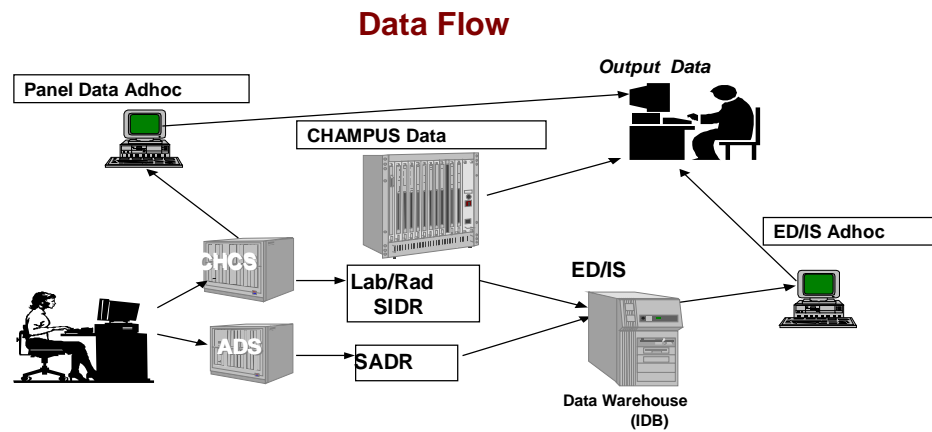 Data Flow
Output Data
Panel Data Adhoc
CHAMPUS Data
ED/IS Adhoc
CHCS
Lab/Rad
SIDR
ED/IS
ADS
SADR
Data Warehouse
(IDB)